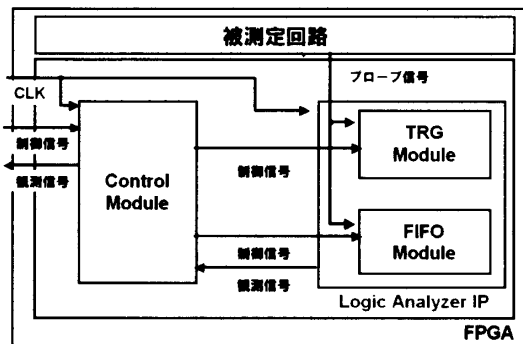 被測定回路
プローブ信号
CLK
制御信号
観測信号
Control
Module
制御信号
制御信号
観測信号
TRG
Module
FIFO
Module
Logic Analyzer IP
FPGA